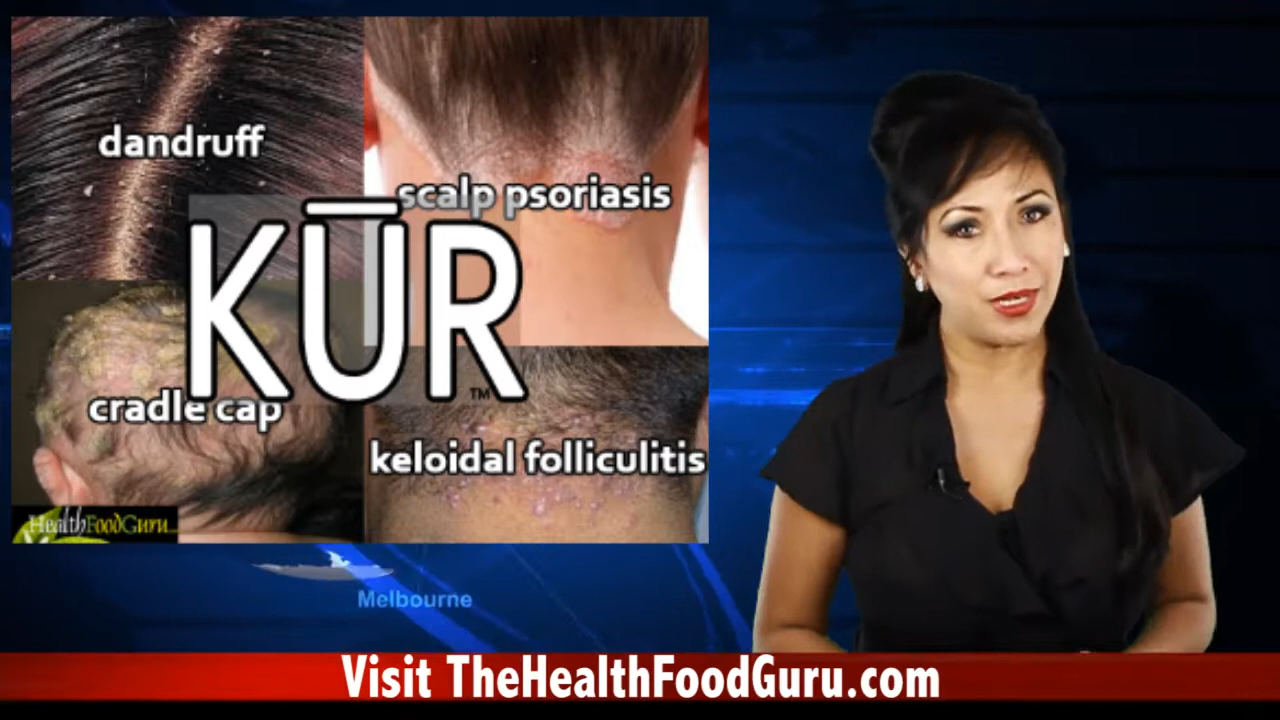 dandruff
scalp psoriasis
KŪR
TM
cradle cap
keloidal folliculitis
HealthFoodGuru
Melbourne
Visit TheHealthFoodGuru.com